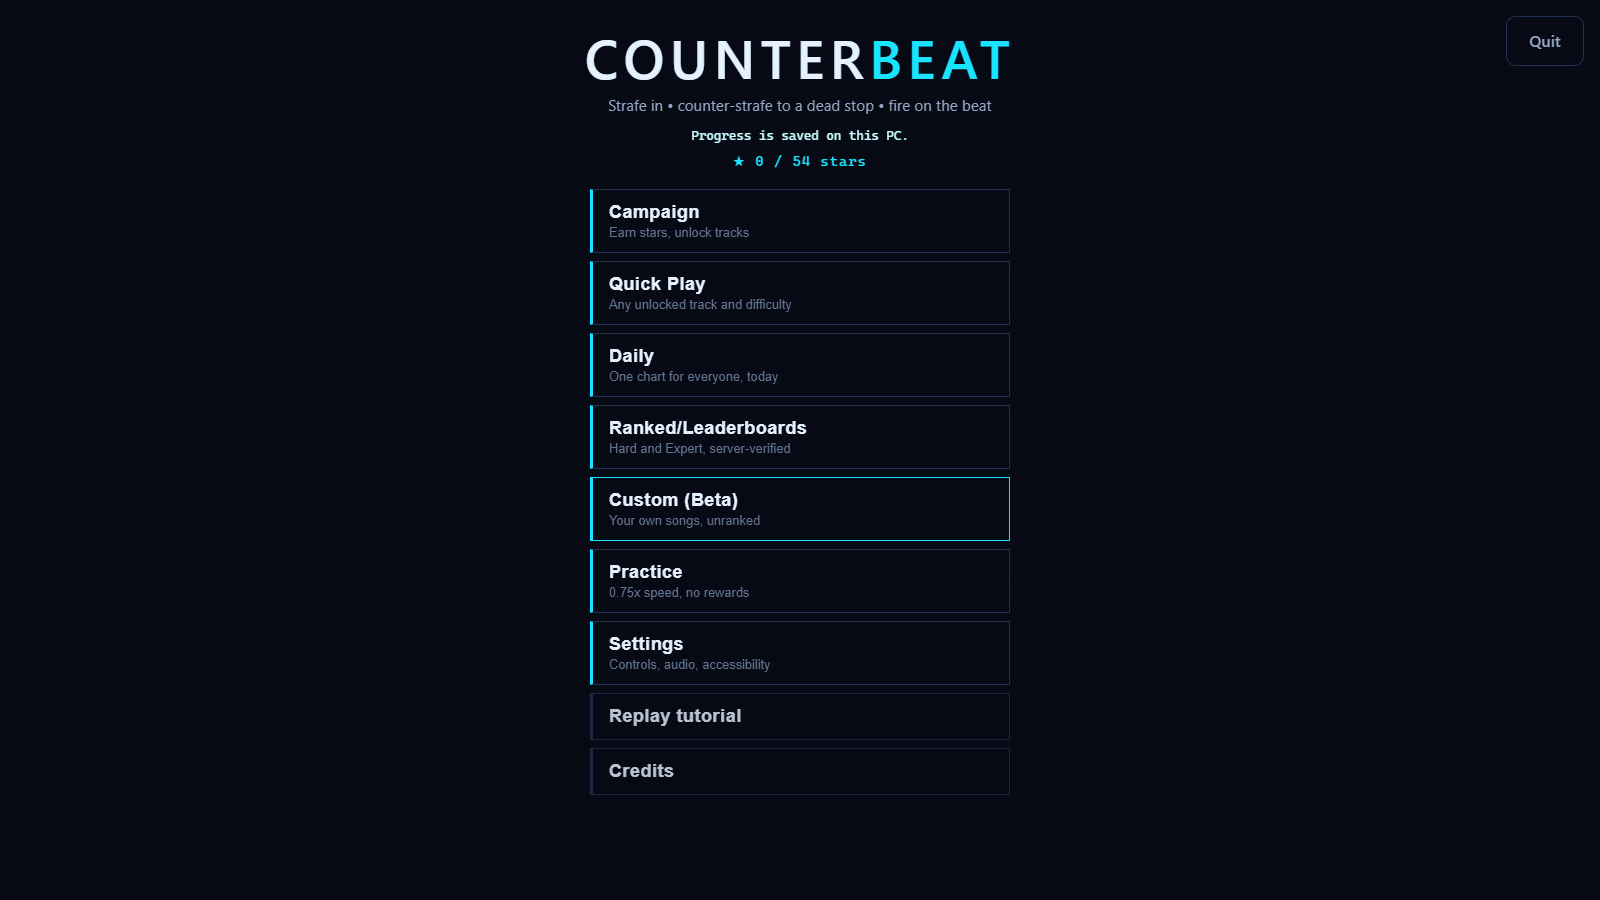 COUNTERBEAT
Quit
Strafe in • counter-strafe to a dead stop • fire on the beat
Progress is saved on this PC.
★ 0 / 54 stars
Campaign
Earn stars, unlock tracks
Quick Play
Any unlocked track and difficulty
Daily
One chart for everyone, today
Ranked/Leaderboards
Hard and Expert, server-verified
Custom (Beta)
Your own songs, unranked
Practice
0.75x speed, no rewards
Settings
Controls, audio, accessibility
Replay tutorial
Credits